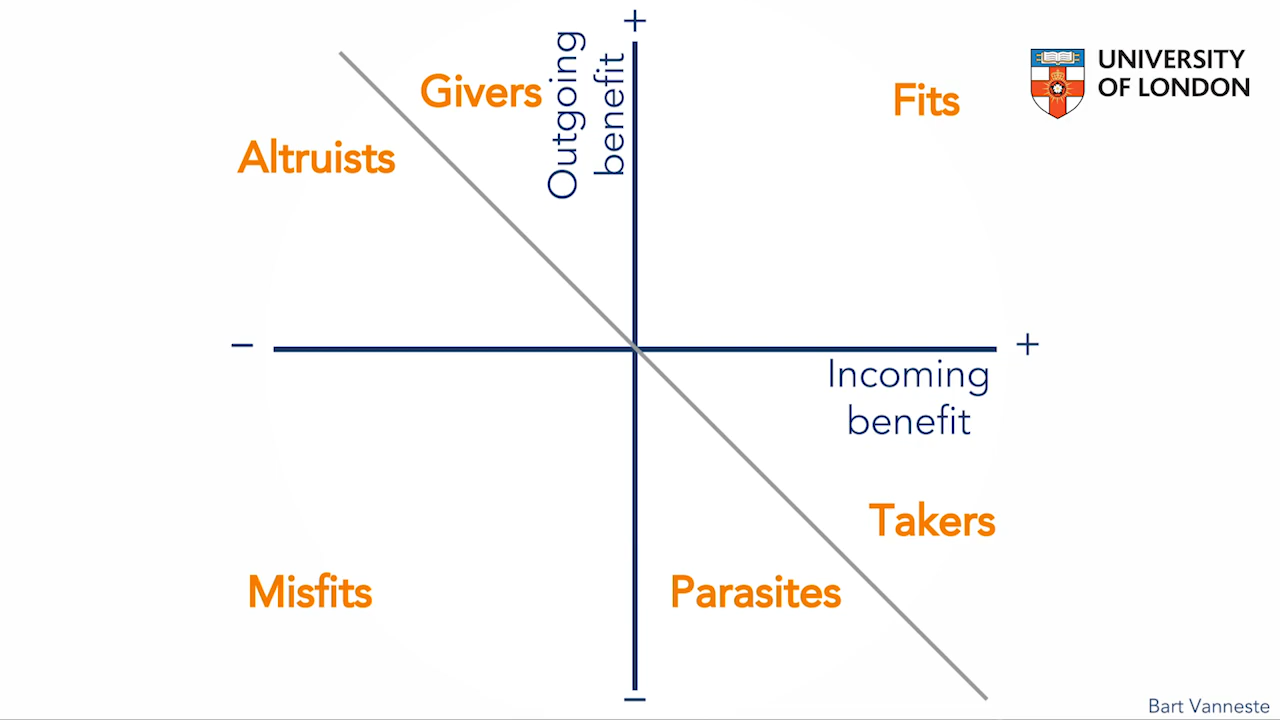 +
Outgoing
benefit
Givers
Fits
UNIVERSITY
OF LONDON
Altruists
–
+
Incoming
benefit
Takers
Misfits
Parasites
–
Bart Vanneste